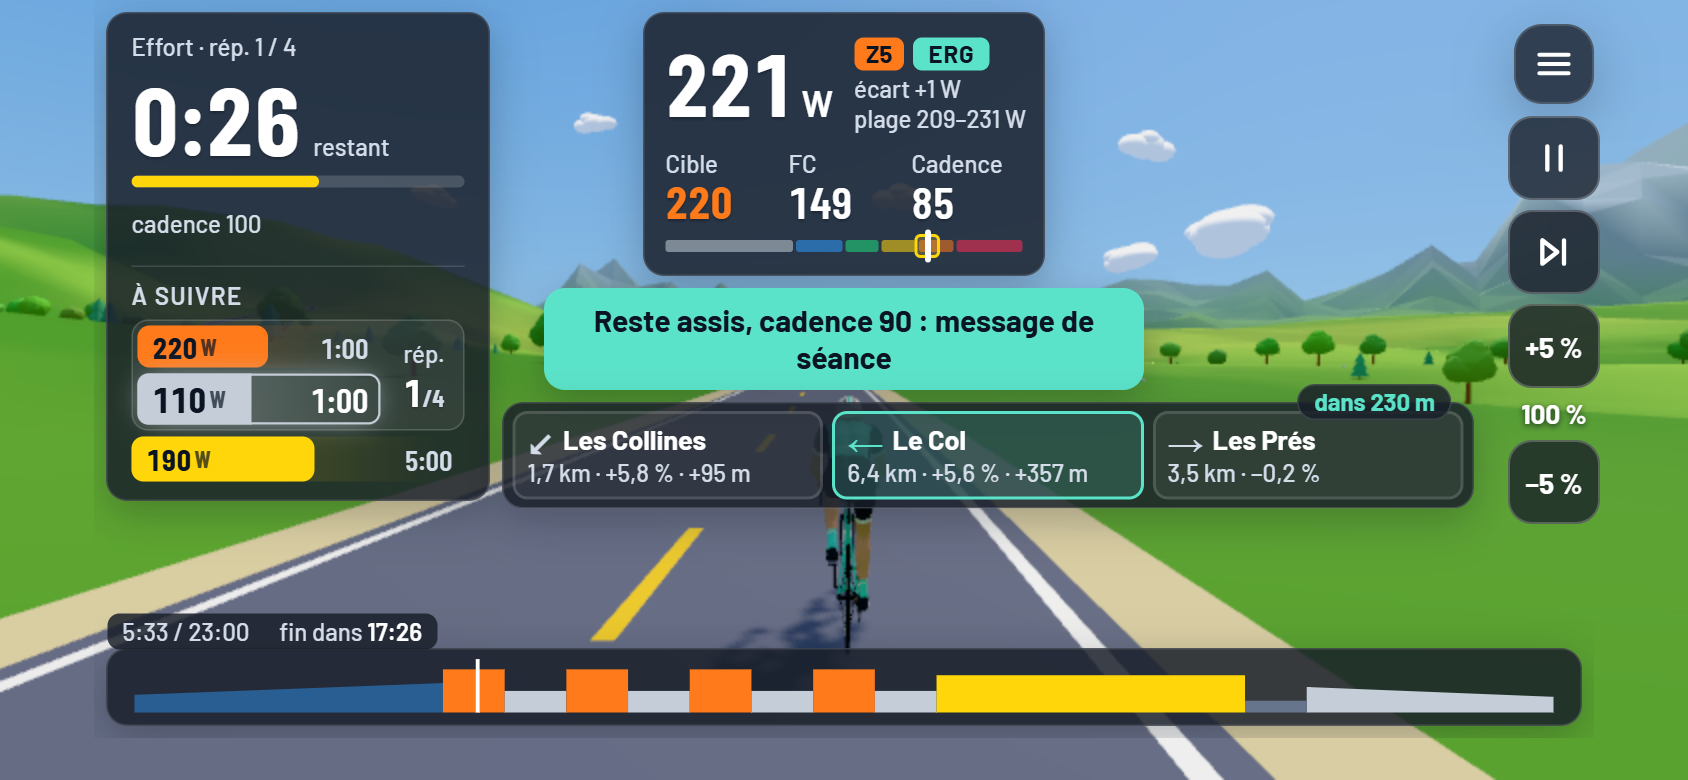 Effort · rép. 1 / 4
0:26 restant
cadence 100
À SUIVRE
220 W 1:00
110 W 1:00
rép.
1/4
190 W 5:00
221 W
Z5 ERG
écart +1 W
plage 209–231 W
Cible FC Cadence
220 149 85
Reste assis, cadence 90 : message de
séance
dans 230 m
Les Collines
1,7 km · +5,8 % · +95 m
← Le Col
6,4 km · +5,6 % · +357 m
→ Les Prés
3,5 km · −0,2 %
+5 %
100 %
−5 %
5:33 / 23:00 fin dans 17:26